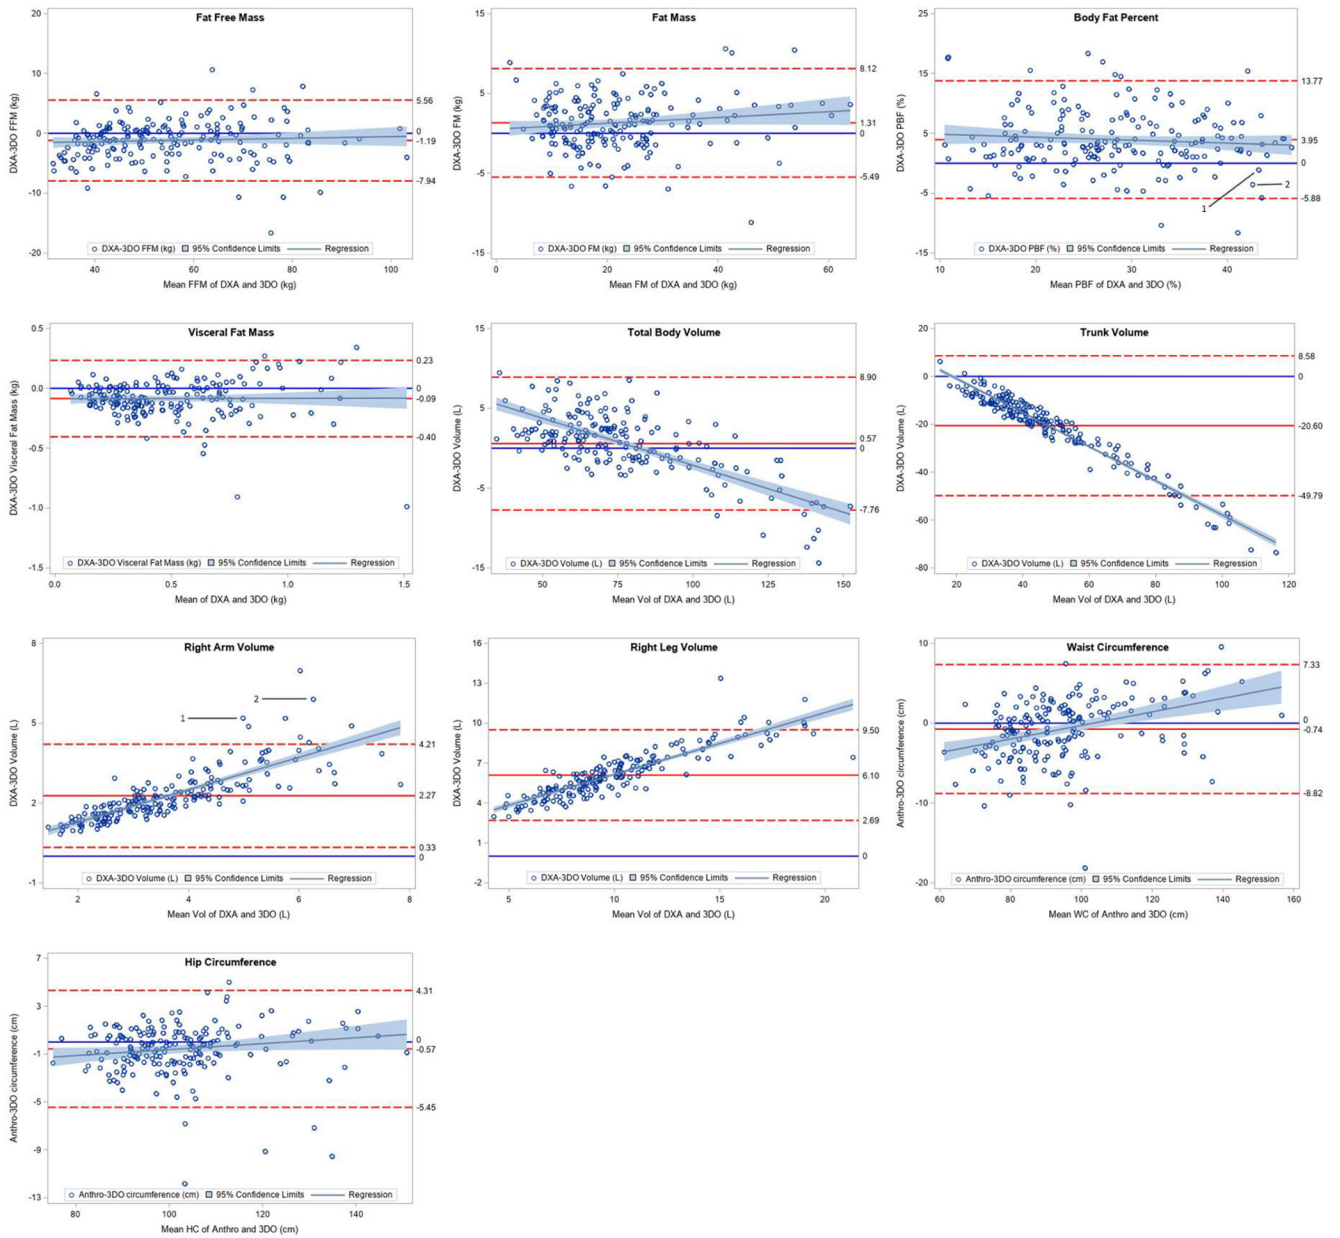 Fat Free Mass
20
10
0
-10
-20
DXA-3DO FFM (kg)
5.56
0
-1.19
-7.94
DXA-3DO FFM (kg) 95% Confidence Limits Regression
40 60 80 100
Mean FFM of DXA and 3DO (kg)
Fat Mass
15
5
-5
-15
DXA-3DO FM (kg)
8.12
1.31
0
-5.49
DXA-3DO FM (kg) 95% Confidence Limits Regression
0 20 40 60
Mean FM of DXA and 3DO (kg)
Body Fat Percent
25
15
5
-5
-15
DXA-3DO PBF (%)
13.77
3.95
0
-5.88
1
2
DXA-3DO PBF (%) 95% Confidence Limits Regression
10 20 30 40
Mean PBF of DXA and 3DO (%)
Visceral Fat Mass
0.5
0.0
-0.5
-1.0
-1.5
DXA-3DO Visceral Fat Mass (kg)
0.23
0
-0.09
-0.40
DXA-3DO Visceral Fat Mass (kg) 95% Confidence Limits Regression
0.0 0.5 1.0 1.5
Mean of DXA and 3DO (kg)
Total Body Volume
15
5
-5
-15
DXA-3DO Volume (L)
8.90
0.57
0
-7.76
DXA-3DO Volume (L) 95% Confidence Limits Regression
50 75 100 125 150
Mean Vol of DXA and 3DO (L)
Trunk Volume
20
0
-20
-40
-60
-80
DXA-3DO Volume (L)
8.58
0
-20.60
-49.79
DXA-3DO Volume (L) 95% Confidence Limits Regression
20 40 60 80 100 120
Mean Vol of DXA and 3DO (L)
Right Arm Volume
8
5
2
-1
DXA-3DO Volume (L)
1
2
4.21
2.27
0.33
0
DXA-3DO Volume (L) 95% Confidence Limits Regression
2 4 6 8
Mean Vol of DXA and 3DO (L)
Right Leg Volume
16
13
10
7
4
1
-2
DXA-3DO Volume (L)
9.50
6.10
2.69
0
DXA-3DO Volume (L) 95% Confidence Limits Regression
5 10 15 20
Mean Vol of DXA and 3DO (L)
Waist Circumference
10
0
-10
-20
Anthro-3DO circumference (cm)
7.33
0
-0.74
-8.82
Anthro-3DO circumference (cm) 95% Confidence Limits Regression
60 80 100 120 140 160
Mean WC of Anthro and 3DO (cm)
Hip Circumference
7
3
-1
-5
-9
-13
Anthro-3DO circumference (cm)
4.31
0
-0.57
-5.45
Anthro-3DO circumference (cm) 95% Confidence Limits Regression
80 100 120 140
Mean HC of Anthro and 3DO (cm)